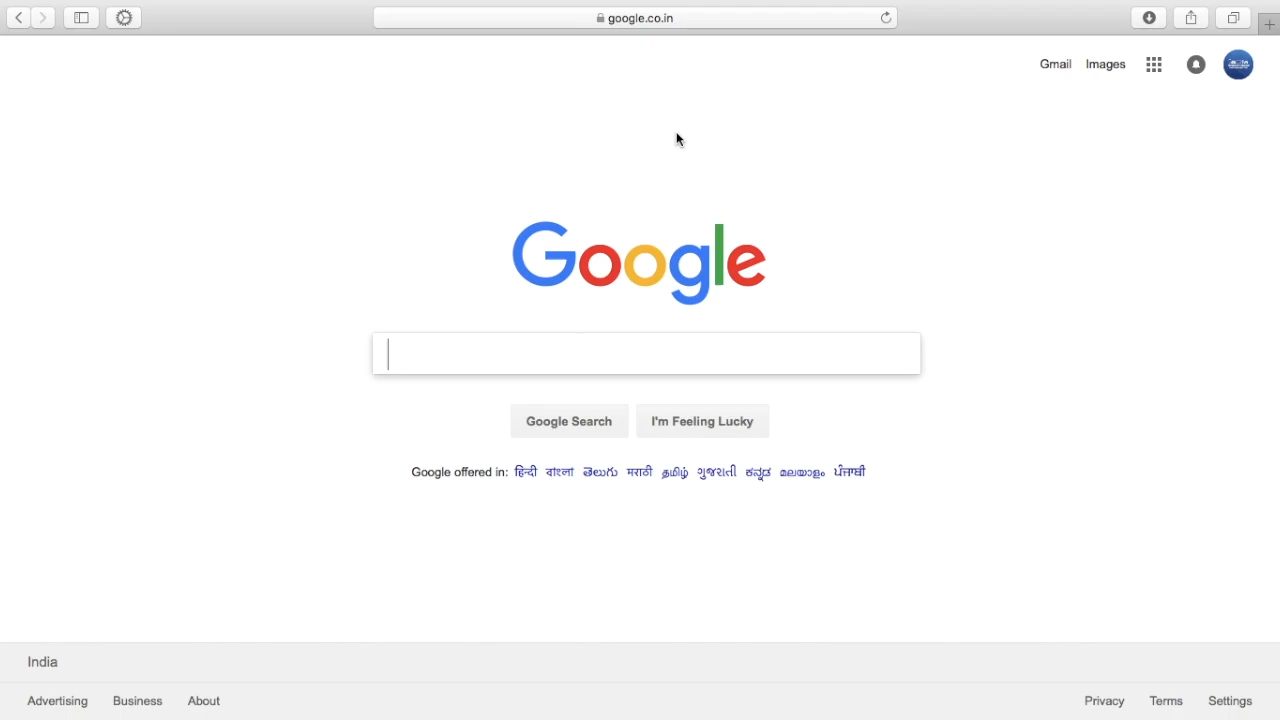 google.co.in
Gmail Images
Google
Google Search I'm Feeling Lucky
Google offered in: हिन्दी বাংলা తెలుగు मराठी தமிழ் ગુજરાતી ಕನ್ನಡ മലയാളം ਪੰਜਾਬੀ
India
Advertising Business About Privacy Terms Settings